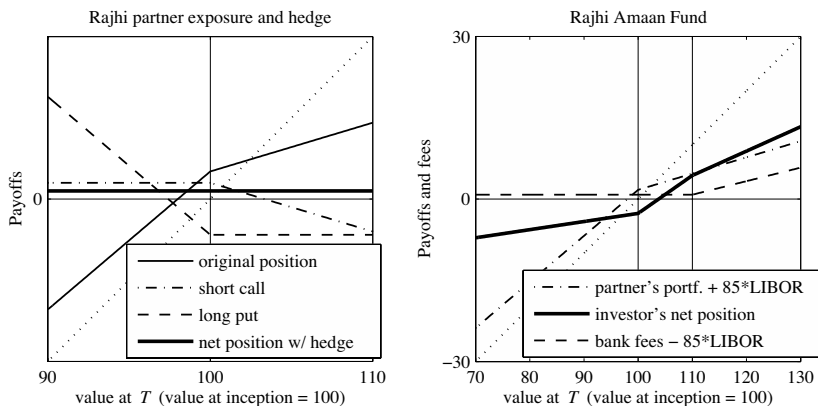 Rajhi partner exposure and hedge
Payoffs
0
original position
short call
long put
net position w/ hedge
90 100 110
value at T (value at inception = 100)
Rajhi Amaan Fund
Payoffs and fees
30
0
−30
partner's portf. + 85*LIBOR
investor's net position
bank fees − 85*LIBOR
70 80 90 100 110 120 130
value at T (value at inception = 100)